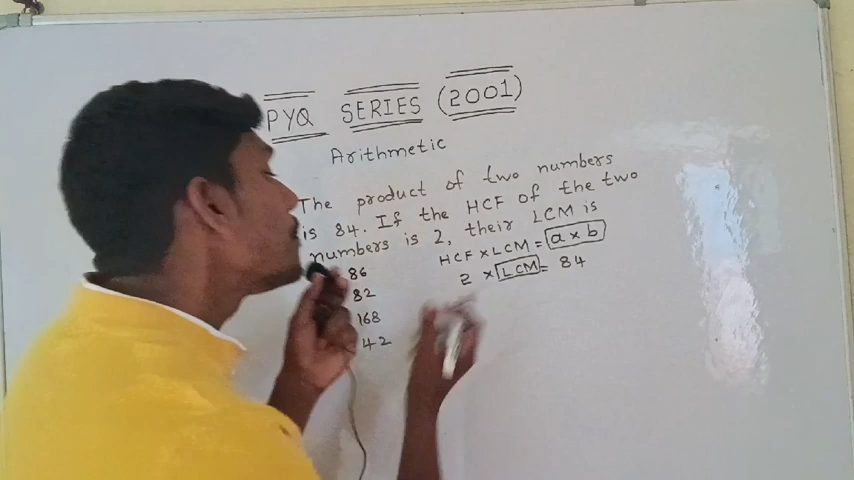 PYQ SERIES (2001)
Arithmetic
The product of two numbers
is 84. If the HCF of the two
numbers is 2, their LCM is
HCF × LCM = a × b
2 × LCM = 84
86
82
168
42